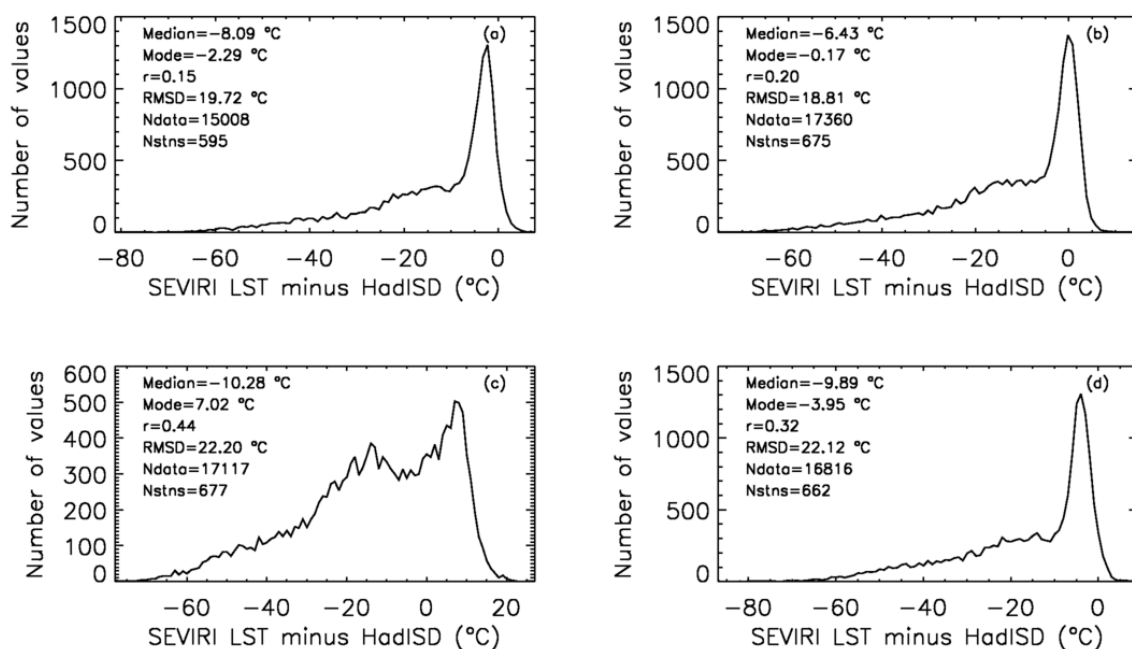 1500
1000
500
0
Number of values
Median=−8.09 °C
Mode=−2.29 °C
r=0.15
RMSD=19.72 °C
Ndata=15008
Nstns=595
(a)
−80 −60 −40 −20 0
SEVIRI LST minus HadISD (°C)
1500
1000
500
0
Number of values
Median=−6.43 °C
Mode=−0.17 °C
r=0.20
RMSD=18.81 °C
Ndata=17360
Nstns=675
(b)
−60 −40 −20 0
SEVIRI LST minus HadISD (°C)
600
500
400
300
200
100
0
Number of values
Median=−10.28 °C
Mode=7.02 °C
r=0.44
RMSD=22.20 °C
Ndata=17117
Nstns=677
(c)
−60 −40 −20 0 20
SEVIRI LST minus HadISD (°C)
1500
1000
500
0
Number of values
Median=−9.89 °C
Mode=−3.95 °C
r=0.32
RMSD=22.12 °C
Ndata=16816
Nstns=662
(d)
−80 −60 −40 −20 0
SEVIRI LST minus HadISD (°C)